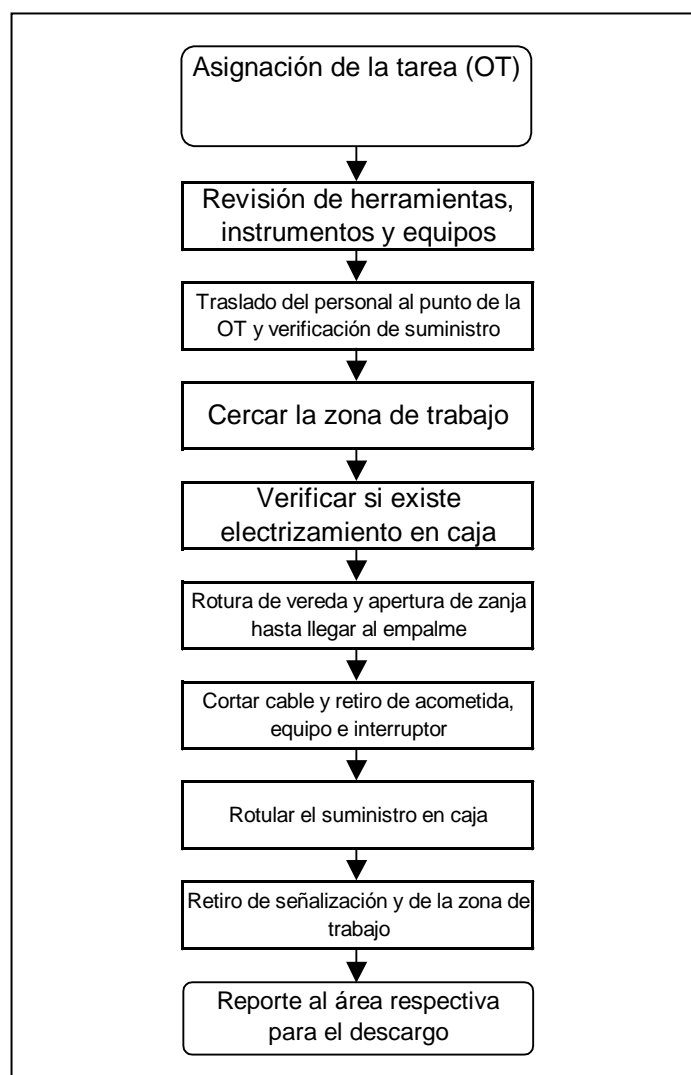 Asignación de la tarea (OT)
Revisión de herramientas,
instrumentos y equipos
Traslado del personal al punto de la
OT y verificación de suministro
Cercar la zona de trabajo
Verificar si existe
electrizamiento en caja
Rotura de vereda y apertura de zanja
hasta llegar al empalme
Cortar cable y retiro de acometida,
equipo e interruptor
Rotular el suministro en caja
Retiro de señalización y de la zona de
trabajo
Reporte al área respectiva
para el descargo